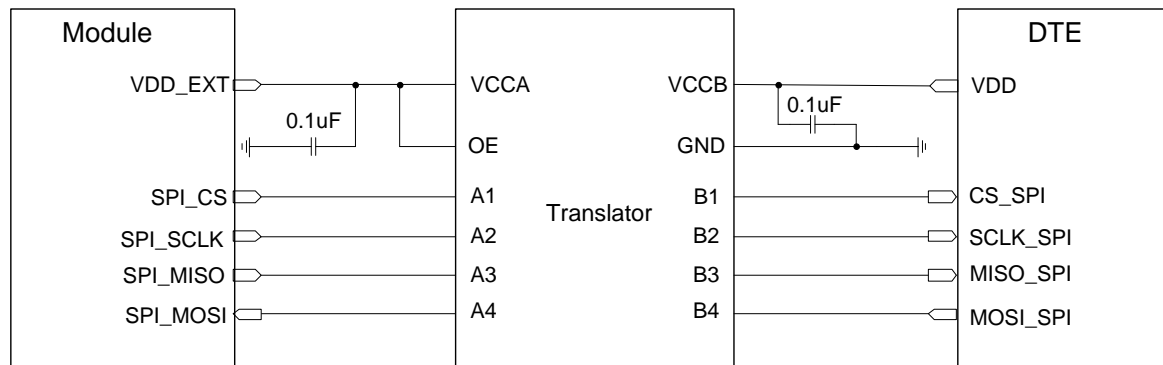 Module
DTE
VDD_EXT
VCCA
VCCB
VDD
0.1uF
0.1uF
OE
GND
SPI_CS
A1
B1
CS_SPI
Translator
SPI_SCLK
A2
B2
SCLK_SPI
SPI_MISO
A3
B3
MISO_SPI
SPI_MOSI
A4
B4
MOSI_SPI